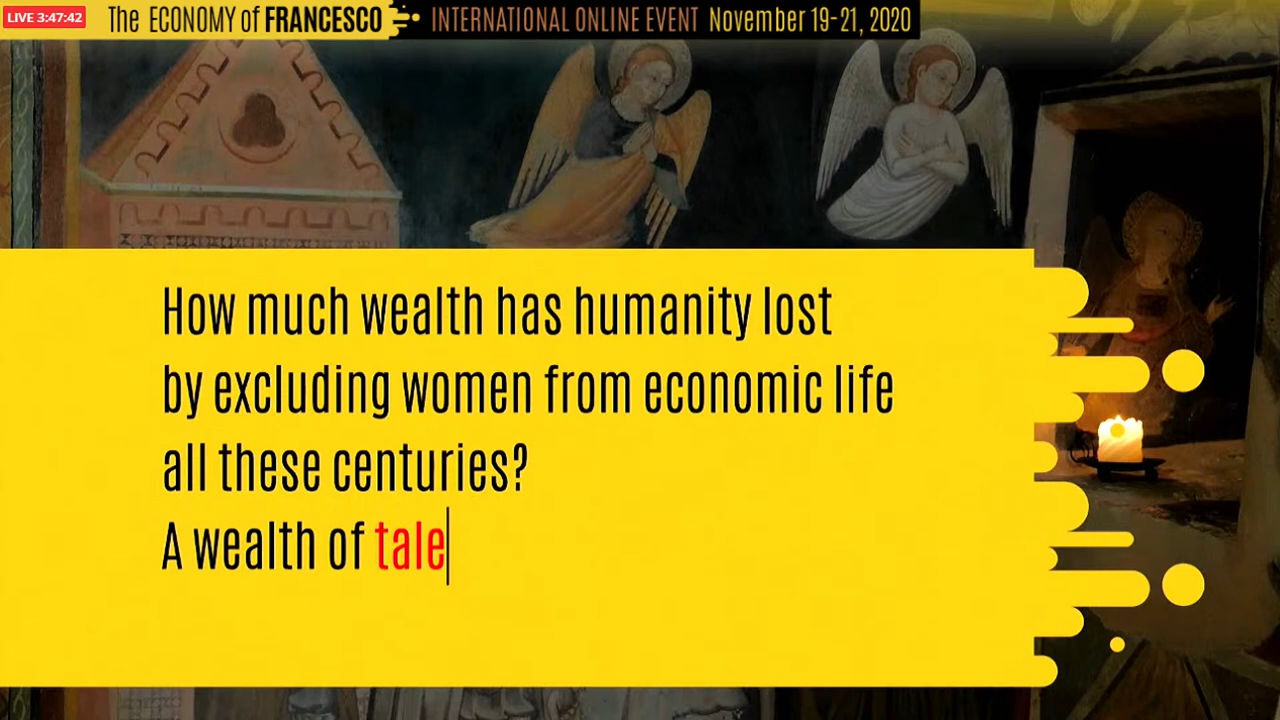 LIVE 3:47:42
The ECONOMY of FRANCESCO INTERNATIONAL ONLINE EVENT November 19-21, 2020
How much wealth has humanity lost
by excluding women from economic life
all these centuries?
A wealth of tale